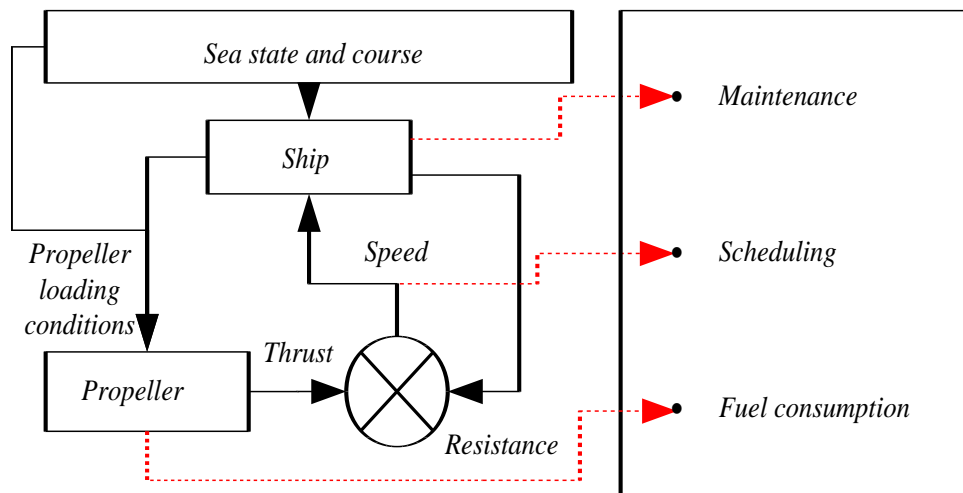 Sea state and course
Maintenance
Ship
Speed
Scheduling
Propeller
loading
conditions
Thrust
Propeller
Fuel consumption
Resistance